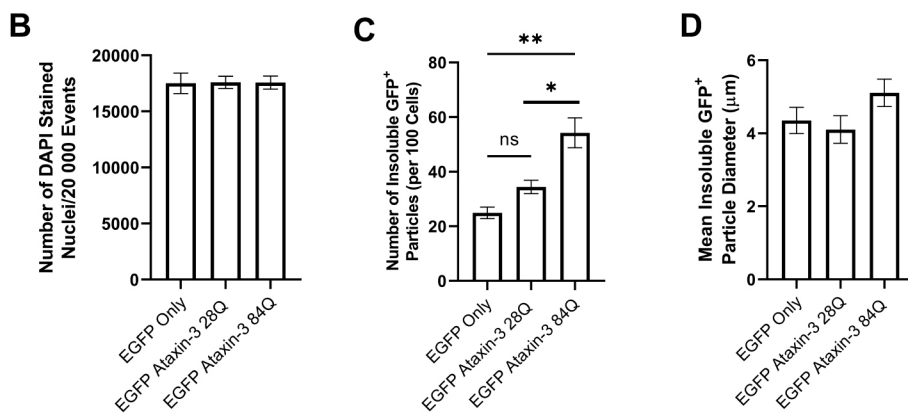 B
Number of DAPI Stained
Nuclei/20 000 Events
20000
15000
10000
5000
0
EGFP Only
EGFP Ataxin-3 28Q
EGFP Ataxin-3 84Q
C
Number of Insoluble GFP⁺
Particles (per 100 Cells)
80
60
40
20
0
**
*
ns
EGFP Only
EGFP Ataxin-3 28Q
EGFP Ataxin-3 84Q
D
Mean Insoluble GFP⁺
Particle Diameter (μm)
6
4
2
0
EGFP Only
EGFP Ataxin-3 28Q
EGFP Ataxin-3 84Q